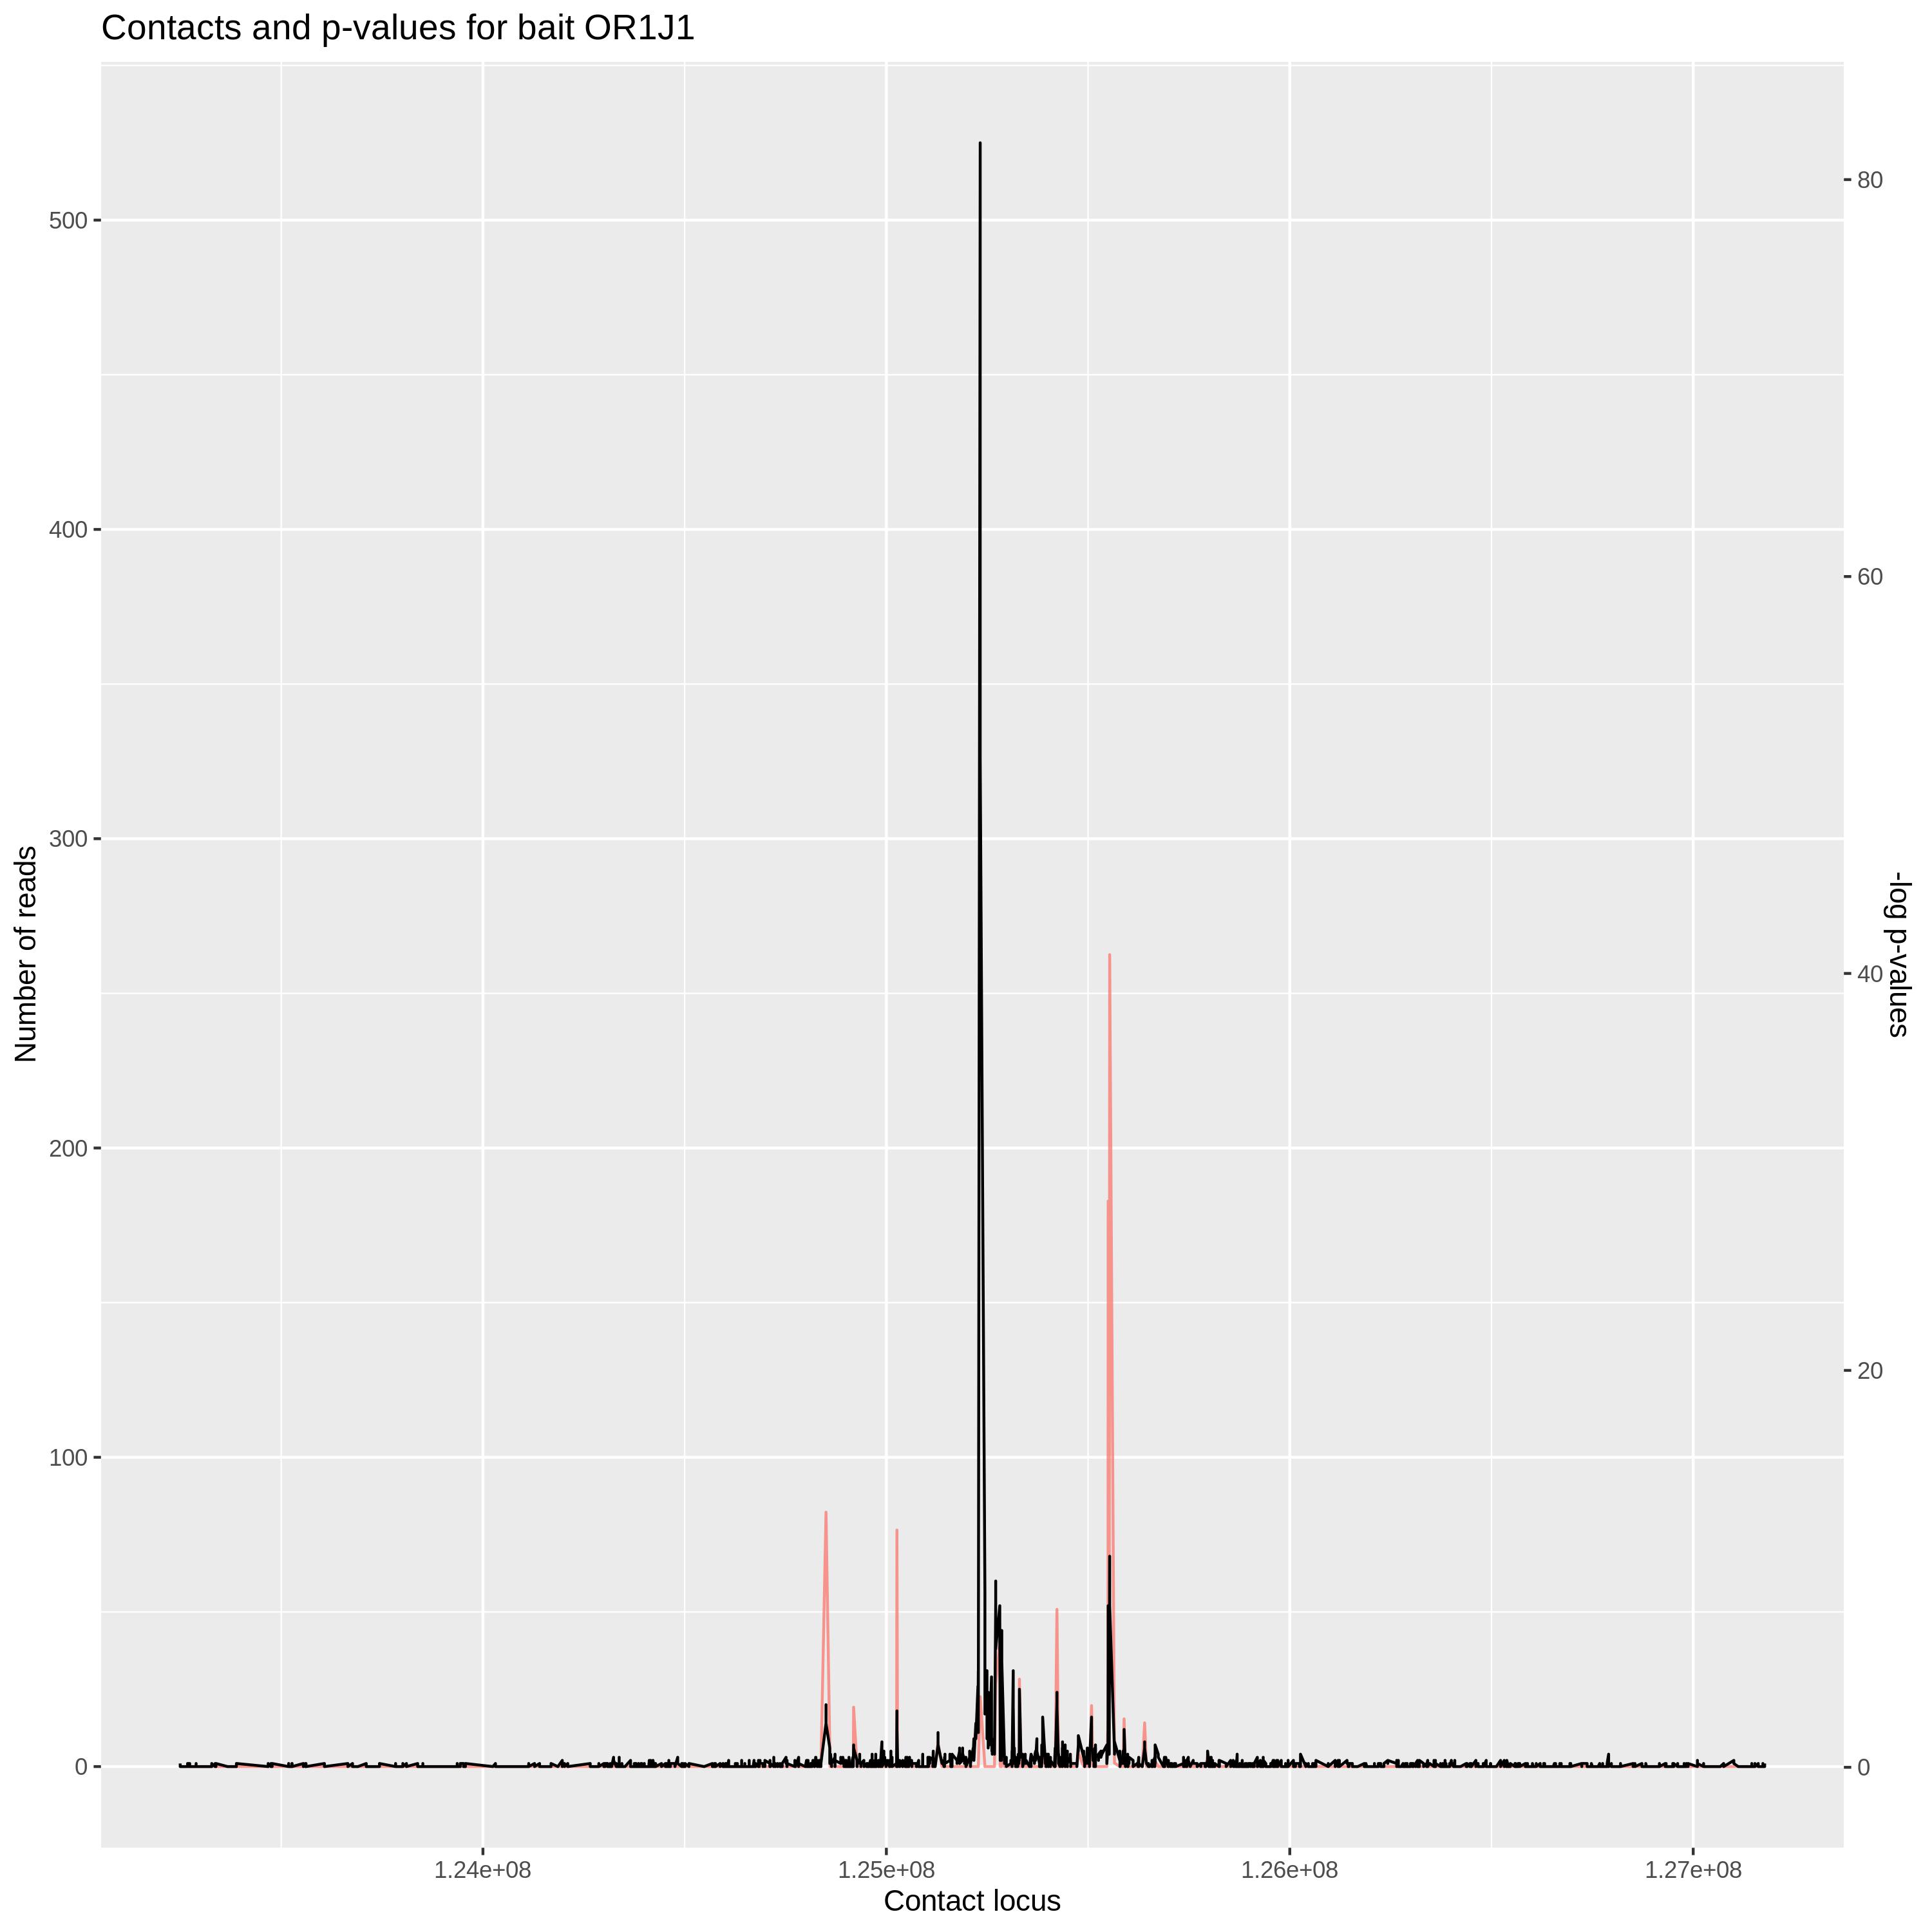 Contacts and p-values for bait OR1J1
Number of reads
500
400
300
200
100
0
80
60
40
20
0
-log p-values
1.24e+08
1.25e+08
1.26e+08
1.27e+08
Contact locus